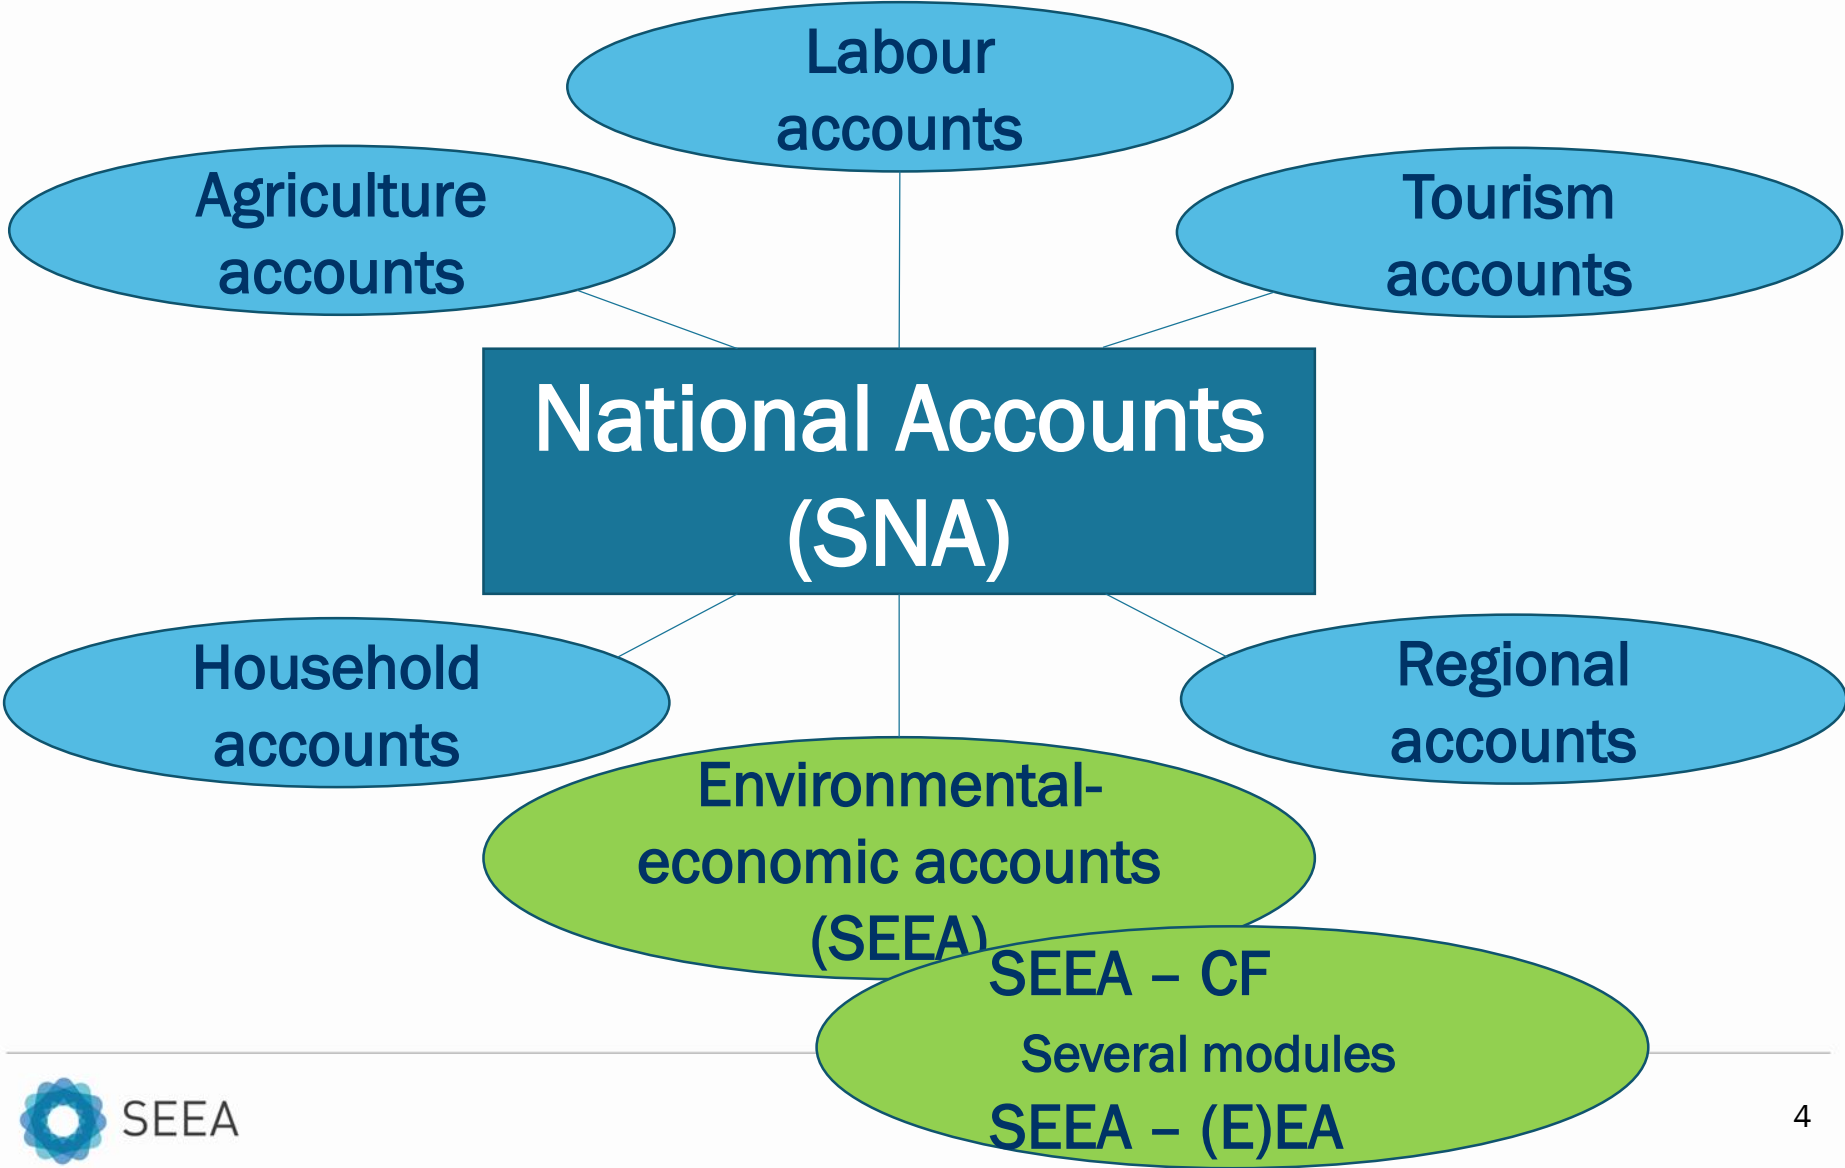 Labour
accounts
Agriculture
accounts
Tourism
accounts
National Accounts
(SNA)
Household
accounts
Regional
accounts
Environmental-
economic accounts
(SEEA)
SEEA – CF
Several modules
SEEA – (E)EA
SEEA
4